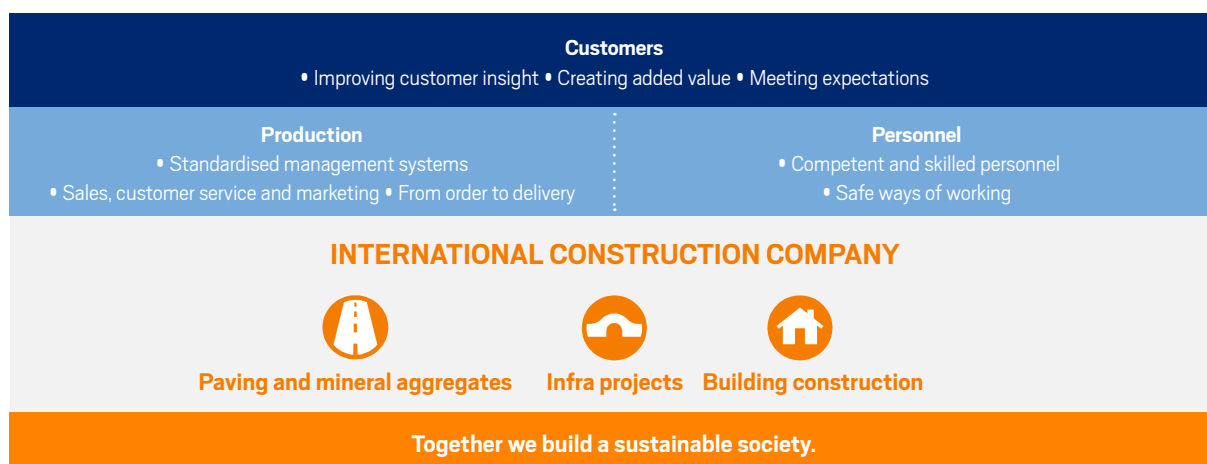 Customers
• Improving customer insight • Creating added value • Meeting expectations
Production
• Standardised management systems
• Sales, customer service and marketing • From order to delivery
Personnel
• Competent and skilled personnel
• Safe ways of working
INTERNATIONAL CONSTRUCTION COMPANY
Paving and mineral aggregates
Infra projects
Building construction
Together we build a sustainable society.